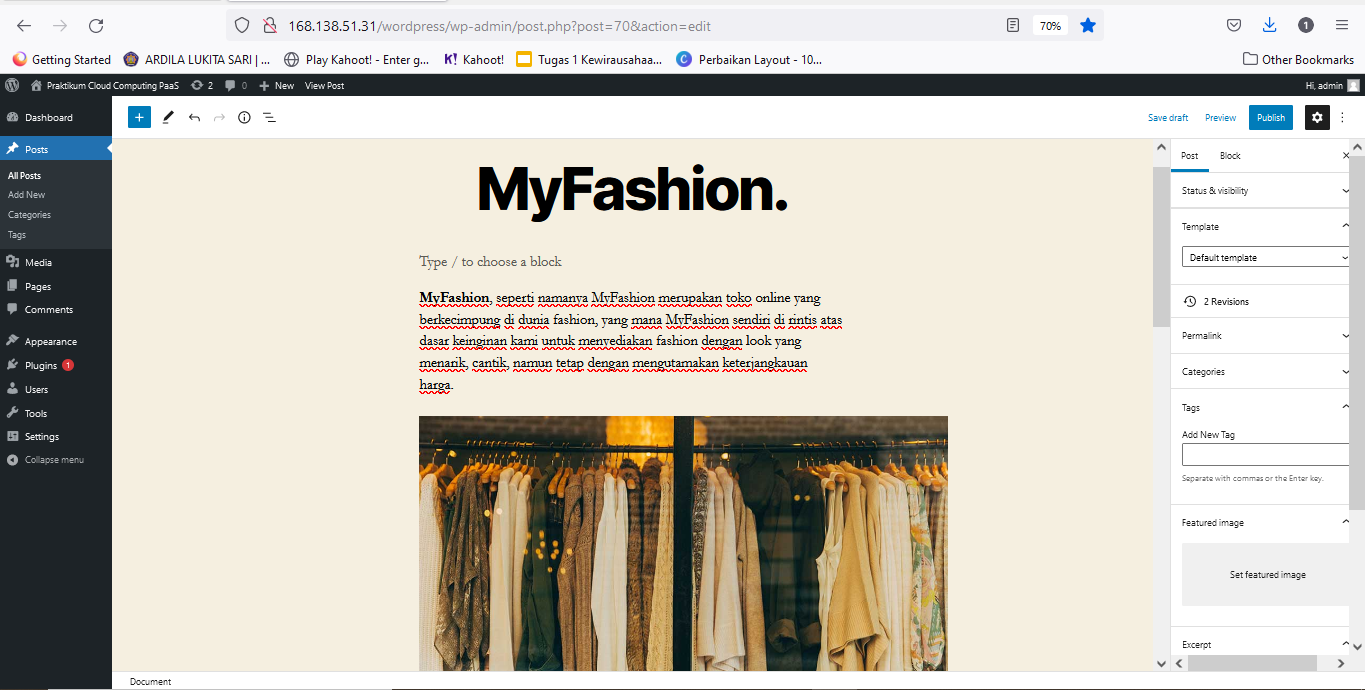 168.138.51.31/wordpress/wp-admin/post.php?post=70&action=edit
70%
1
Getting Started
ARDILA LUKITA SARI | ...
Play Kahoot! - Enter g...
K!
Kahoot!
Tugas 1 Kewirausahaa...
C
Perbaikan Layout - 10...
Other Bookmarks
Praktikum Cloud Computing PaaS
2
0
New
View Post
Hi, admin
Dashboard
Posts
All Posts
Add New
Categories
Tags
Media
Pages
Comments
Appearance
Plugins 1
Users
Tools
Settings
Collapse menu
Save draft
Preview
Publish
MyFashion.
Type / to choose a block
MyFashion, seperti namanya MyFashion merupakan toko online yang
berkecimpung di dunia fashion, yang mana MyFashion sendiri di rintis atas
dasar keinginan kami untuk menyediakan fashion dengan look yang
menarik, cantik, namun tetap dengan mengutamakan keterjangkauan
harga.
Post
Block
Status & visibility
Template
Default template
2 Revisions
Permalink
Categories
Tags
Add New Tag
Separate with commas or the Enter key.
Featured image
Set featured image
Excerpt
Document